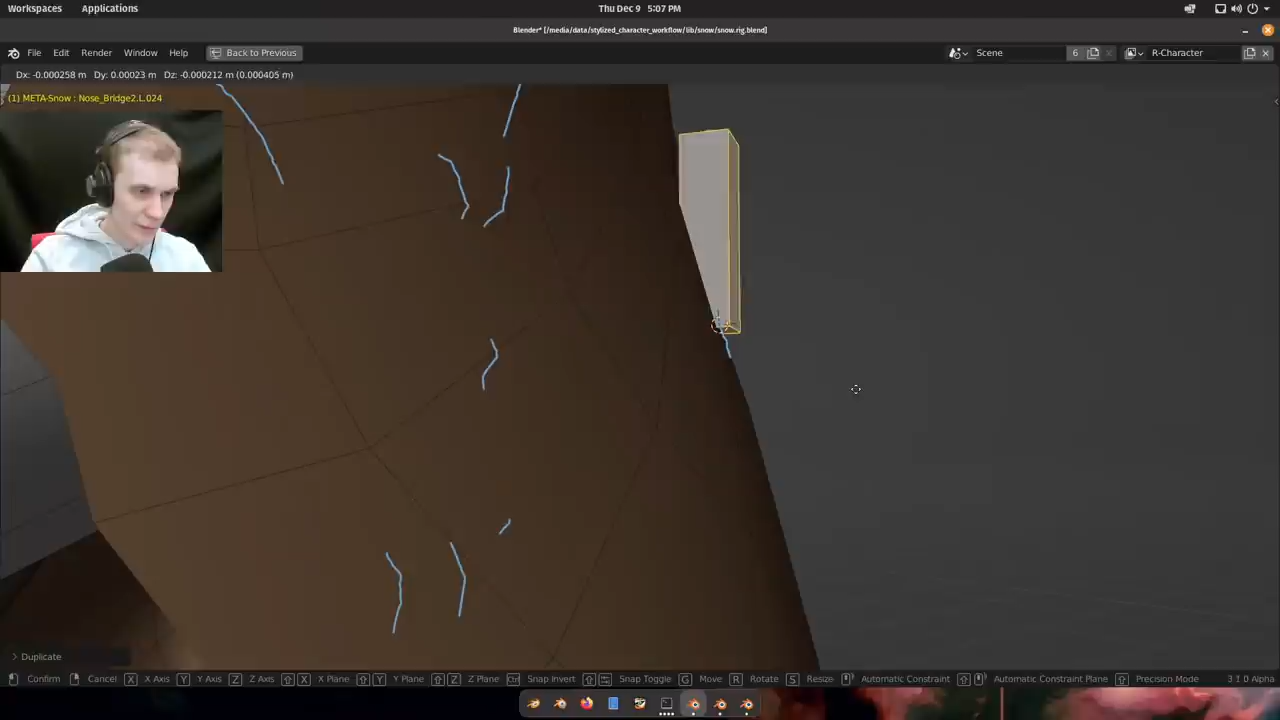 Workspaces Applications Thu Dec 9 5:07 PM
Blender* [/media/data/stylized_character_workflow/lib/snow/snow.rig.blend]
File Edit Render Window Help Back to Previous Scene 6 R-Character
Dx: -0.000258 m Dy: 0.00023 m Dz: -0.000212 m (0.000405 m)
(1) META-Snow : Nose_Bridge2.L.024
> Duplicate
Confirm Cancel X X Axis Y Y Axis Z Z Axis X X Plane Y Y Plane Z Z Plane Ctrl Snap Invert Snap Toggle G Move R Rotate S Resize Automatic Constraint Automatic Constraint Plane Precision Mode 3.1.0 Alpha